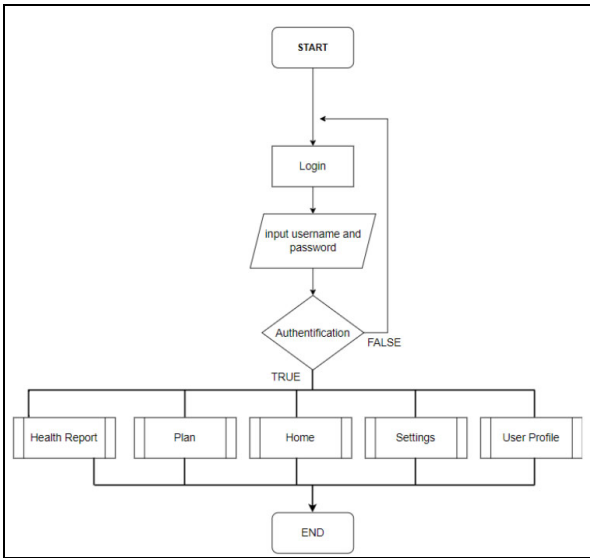 START
Login
input username and
password
Authentification
FALSE
TRUE
Health Report
Plan
Home
Settings
User Profile
END